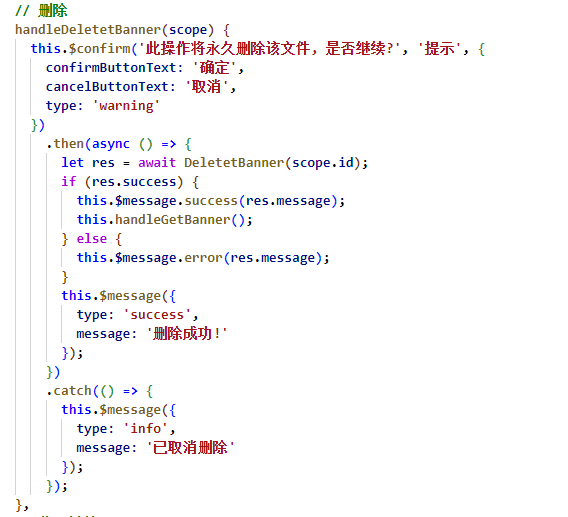 // 删除
handleDeletetBanner(scope) {
  this.$confirm('此操作将永久删除该文件, 是否继续?', '提示', {
    confirmButtonText: '确定',
    cancelButtonText: '取消',
    type: 'warning'
  })
    .then(async () => {
      let res = await DeletetBanner(scope.id);
      if (res.success) {
        this.$message.success(res.message);
        this.handleGetBanner();
      } else {
        this.$message.error(res.message);
      }
      this.$message({
        type: 'success',
        message: '删除成功!'
      });
    })
    .catch(() => {
      this.$message({
        type: 'info',
        message: '已取消删除'
      });
    });
},